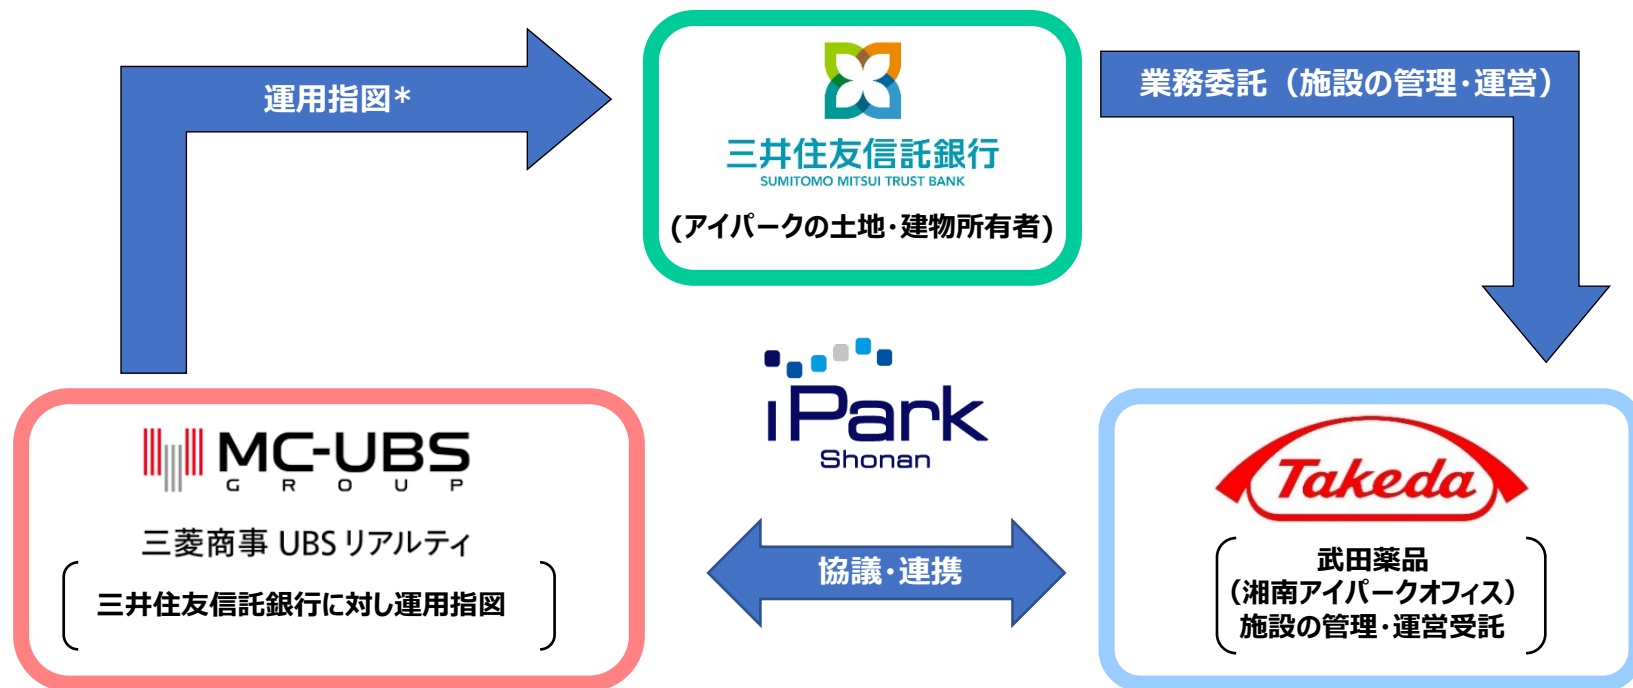 運用指図*
三井住友信託銀行
SUMITOMO MITSUI TRUST BANK
(アイパークの土地・建物所有者)
業務委託（施設の管理・運営）
iPark
Shonan
MC-UBS
GROUP
三菱商事 UBS リアルティ
三井住友信託銀行に対し運用指図
協議・連携
Takeda
武田薬品
（湘南アイパークオフィス）
施設の管理・運営受託